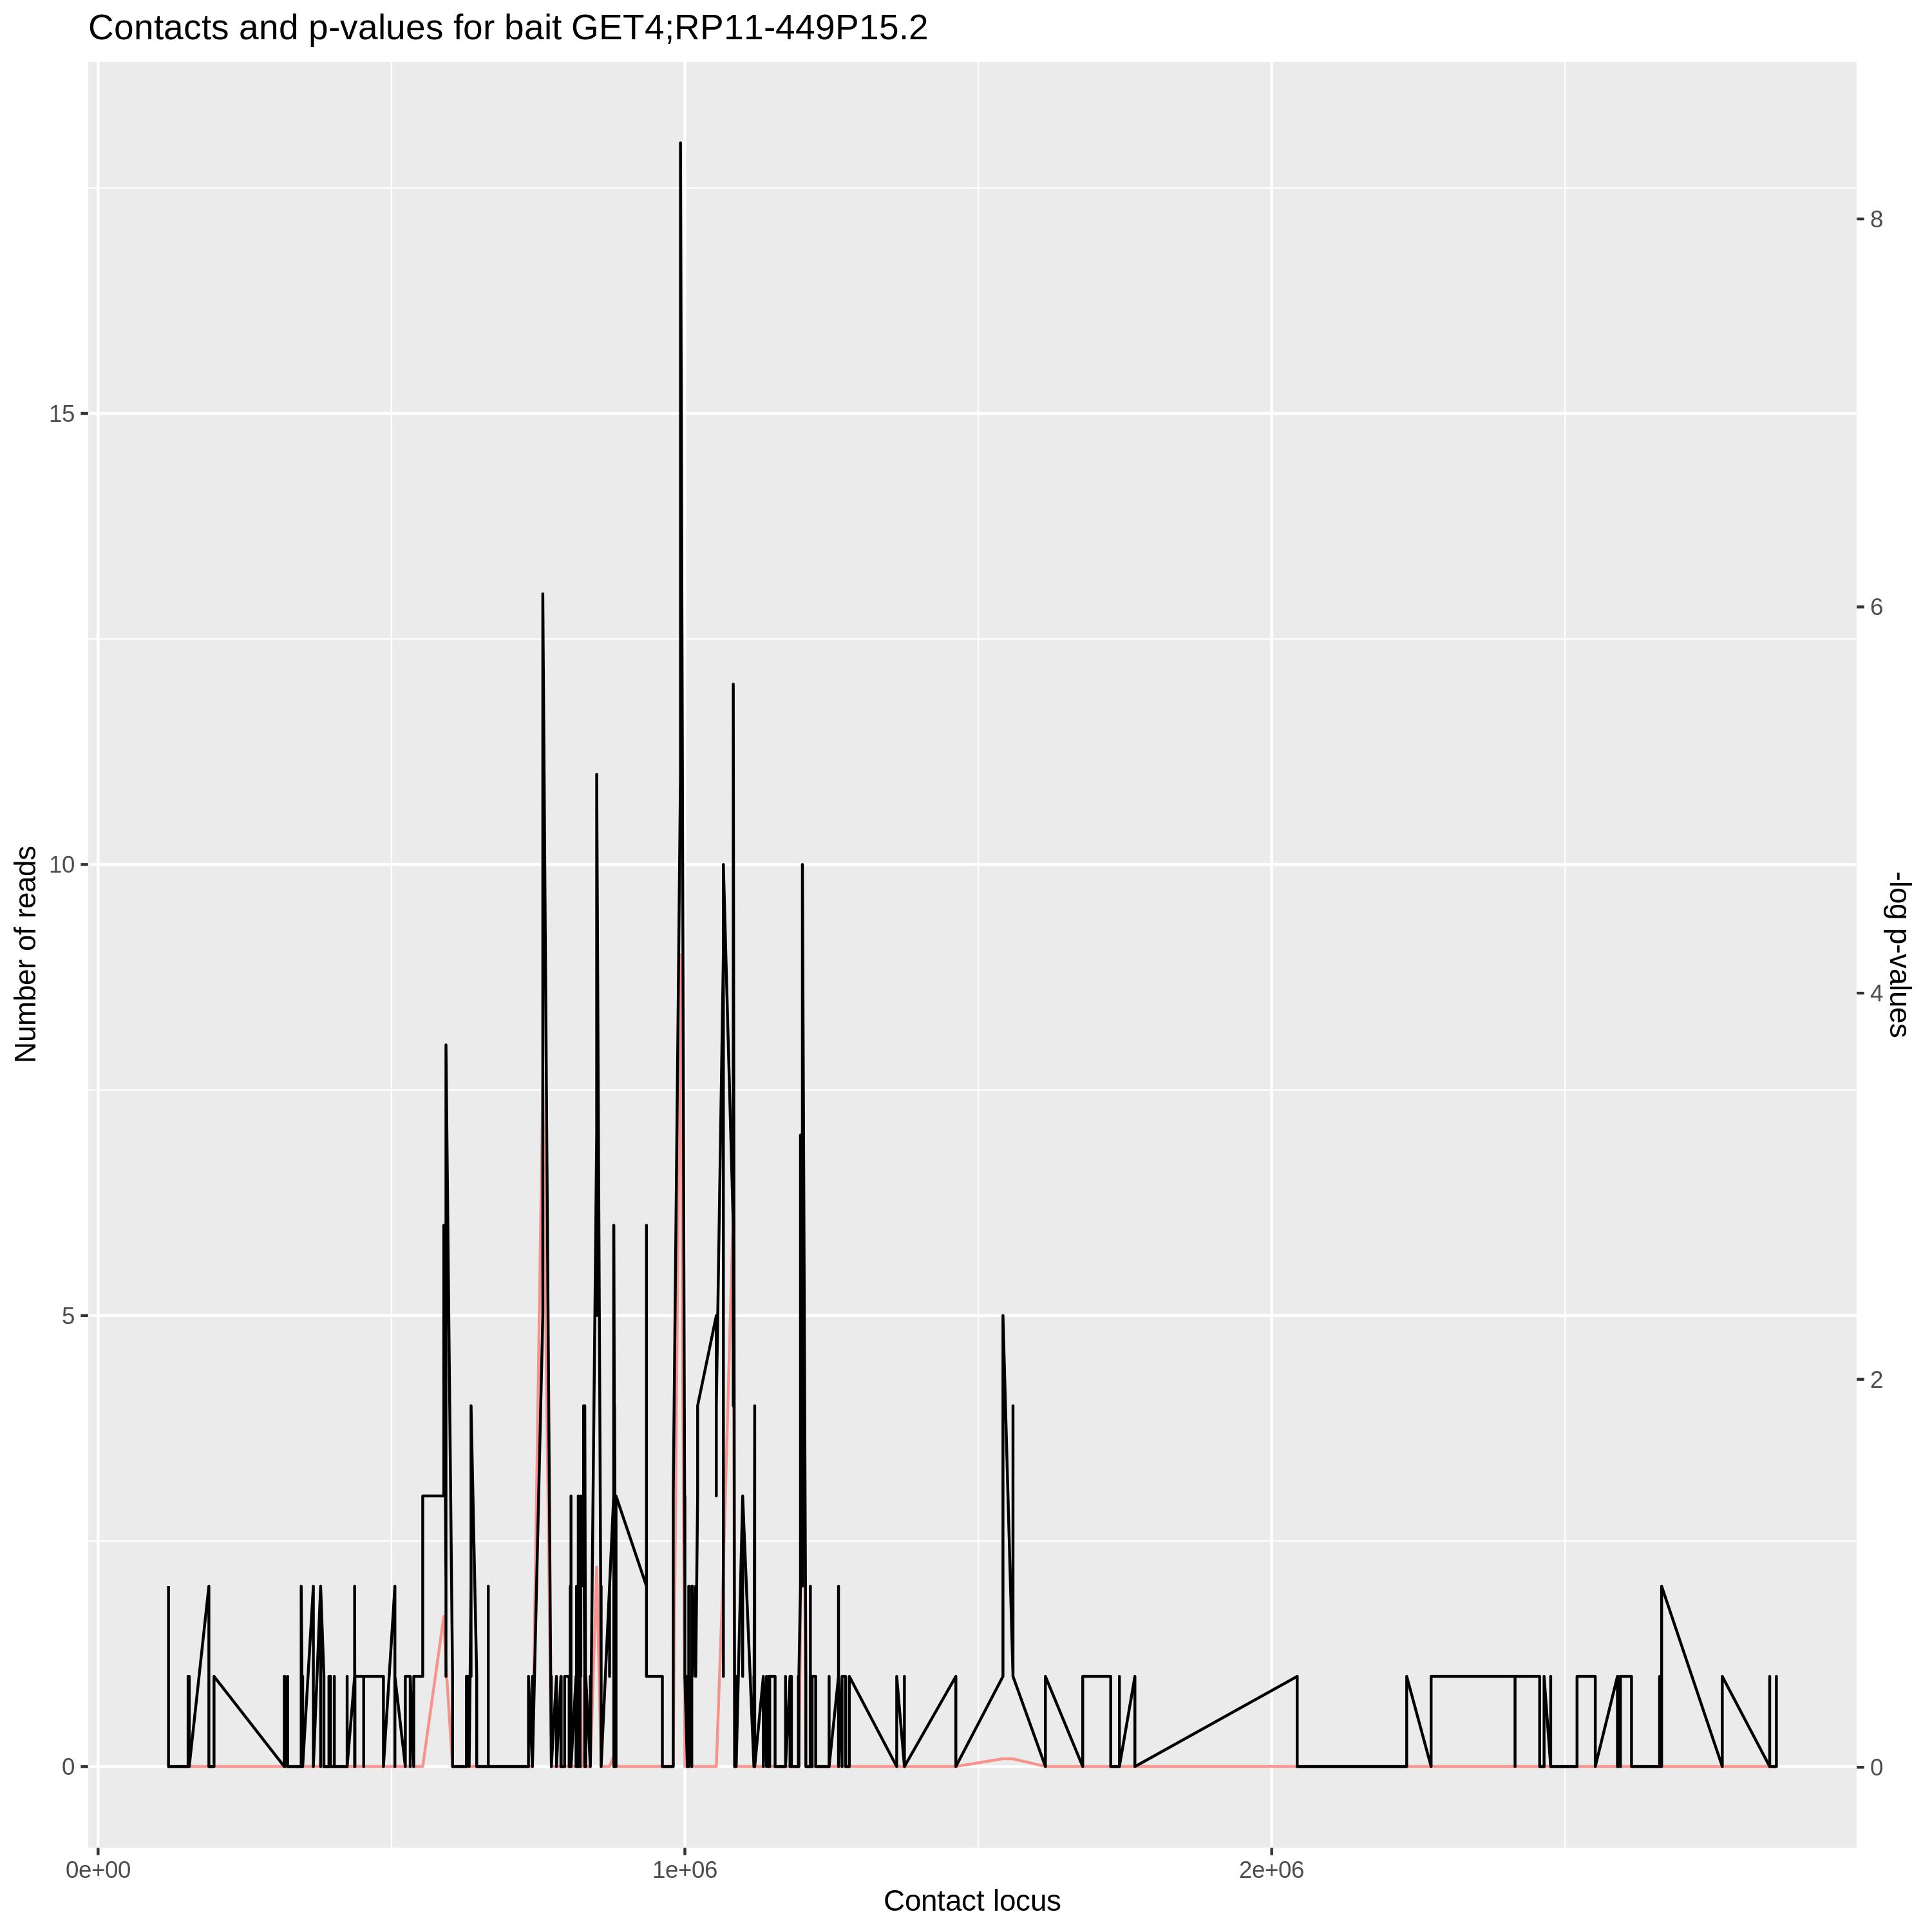 Contacts and p-values for bait GET4;RP11-449P15.2
Number of reads
15
10
5
0
8
6
4
2
0
-log p-values
0e+00
1e+06
2e+06
Contact locus